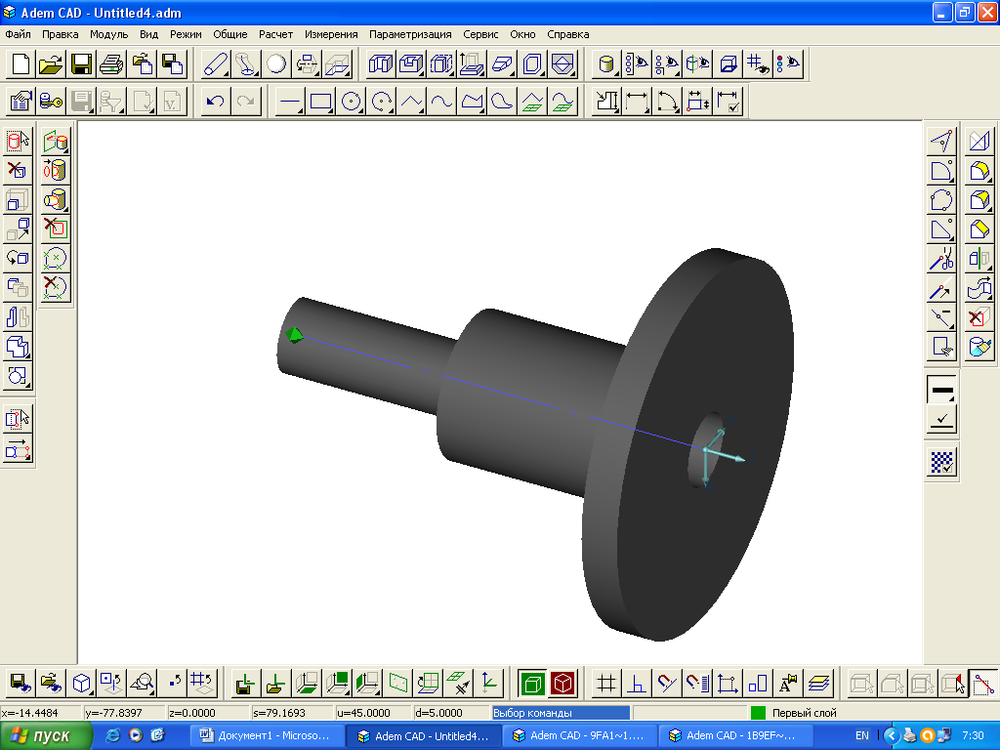 Adem CAD - Untitled4.adm
Файл Правка Модуль Вид Режим Общие Расчет Измерения Параметризация Сервис Окно Справка
x=-14.4484 y=-77.8397 z=0.0000 s=79.1693 u=45.0000 d=5.0000 Выбор команды Первый слой
пуск Документ1 - Microso... Adem CAD - Untitled4... Adem CAD - 9FA1~1.... Adem CAD - 1B9EF~... EN 7:30